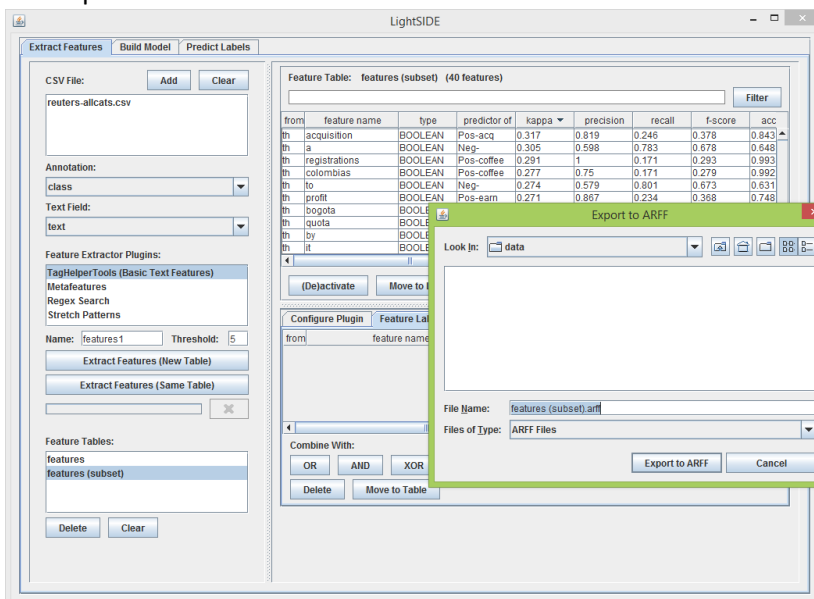 LightSIDE
Extract Features Build Model Predict Labels
CSV File: Add Clear
reuters-allcats.csv
Annotation:
class
Text Field:
text
Feature Extractor Plugins:
TagHelperTools (Basic Text Features)
Metafeatures
Regex Search
Stretch Patterns
Name: features1 Threshold: 5
Extract Features (New Table)
Extract Features (Same Table)
Feature Tables:
features
features (subset)
Delete Clear
Feature Table: features (subset) (40 features)
Filter
from feature name type predictor of kappa precision recall f-score acc
th acquisition BOOLEAN Pos-acq 0.317 0.819 0.246 0.378 0.843
th a BOOLEAN Neg- 0.305 0.598 0.783 0.678 0.648
th registrations BOOLEAN Pos-coffee 0.291 1 0.171 0.293 0.993
th colombias BOOLEAN Pos-coffee 0.277 0.75 0.171 0.279 0.992
th to BOOLEAN Neg- 0.274 0.579 0.801 0.673 0.631
th profit BOOLEAN Pos-earn 0.271 0.867 0.234 0.368 0.748
th bogota BOOLE
th quota BOOLE
th by BOOLE
th it BOOLE
(De)activate Move to
Configure Plugin Feature La
from feature name
Combine With:
OR AND XOR
Delete Move to Table
Export to ARFF
Look In: data
File Name: features (subset).arff
Files of Type: ARFF Files
Export to ARFF Cancel